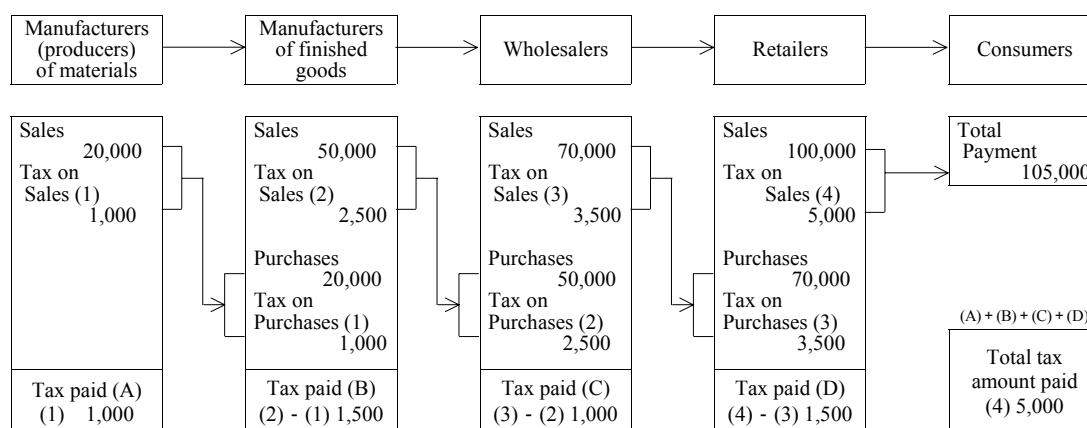 Manufacturers
(producers)
of materials
Manufacturers
of finished
goods
Wholesalers
Retailers
Consumers
Sales
20,000
Tax on
Sales (1)
1,000
Tax paid (A)
(1) 1,000
Sales
50,000
Tax on
Sales (2)
2,500
Purchases
20,000
Tax on
Purchases (1)
1,000
Tax paid (B)
(2) - (1) 1,500
Sales
70,000
Tax on
Sales (3)
3,500
Purchases
50,000
Tax on
Purchases (2)
2,500
Tax paid (C)
(3) - (2) 1,000
Sales
100,000
Tax on
Sales (4)
5,000
Purchases
70,000
Tax on
Purchases (3)
3,500
Tax paid (D)
(4) - (3) 1,500
Total
Payment
105,000
(A) + (B) + (C) + (D)
Total tax
amount paid
(4) 5,000